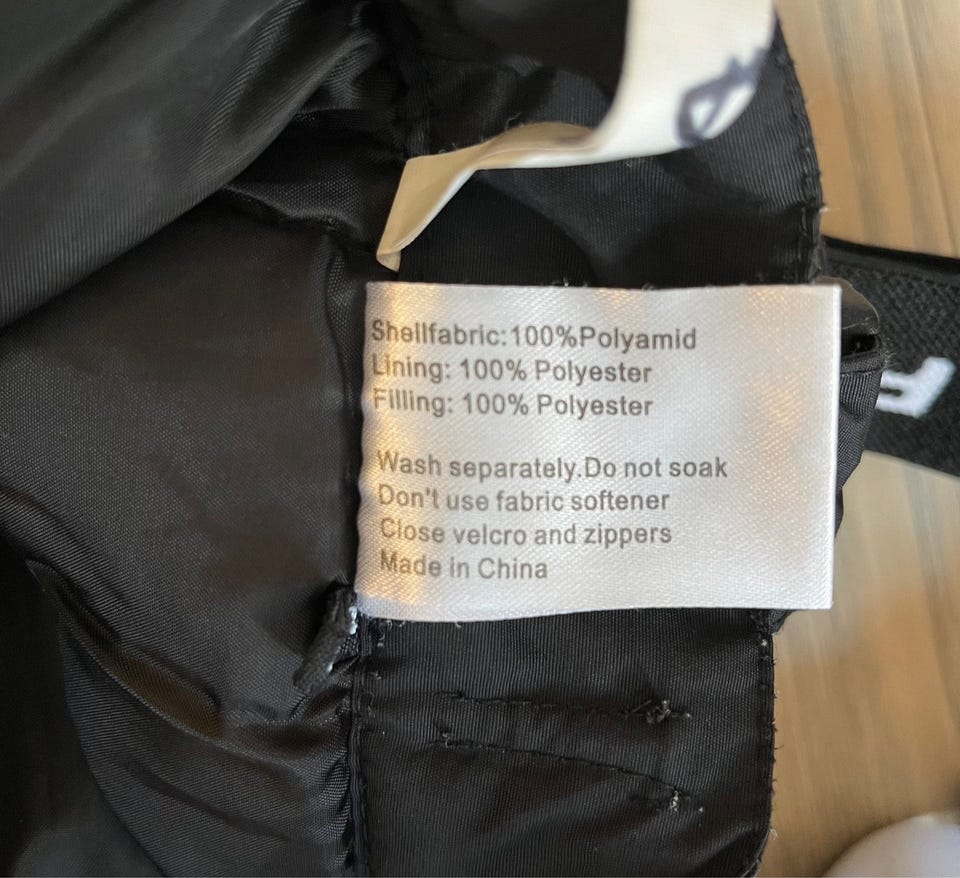 Shellfabric:100%Polyamid
Lining: 100% Polyester
Filling: 100% Polyester
Wash separately.Do not soak
Don't use fabric softener
Close velcro and zippers
Made in China